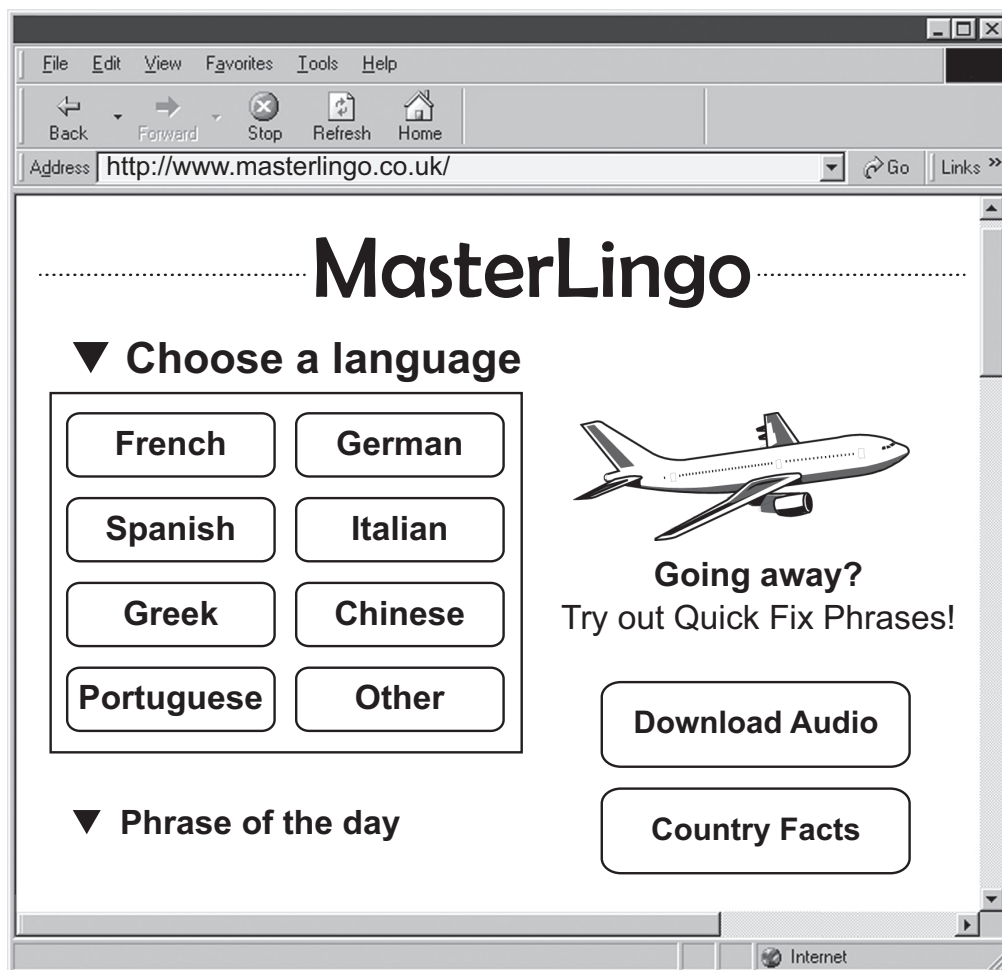 File Edit View Favorites Tools Help
Back Forward Stop Refresh Home
Address http://www.masterlingo.co.uk/ Go Links »
MasterLingo
▼ Choose a language
French German
Spanish Italian
Greek Chinese
Portuguese Other
Going away?
Try out Quick Fix Phrases!
Download Audio
Country Facts
▼ Phrase of the day
Internet